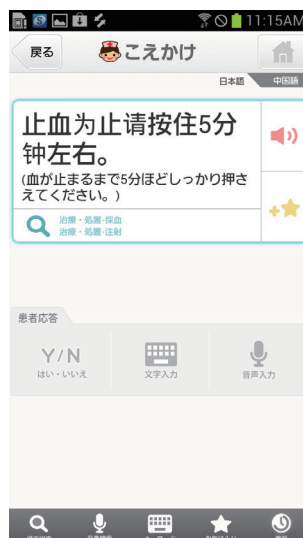 11:15AM
戻る
こえかけ
日本語
中国語
止血为止请按住5分
钟左右。
(血が止まるまで5分ほどしっかり押さ
えてください。)
治療・処置-採血
治療・処置-注射
患者応答
Y/N
はい・いいえ
文字入力
音声入力